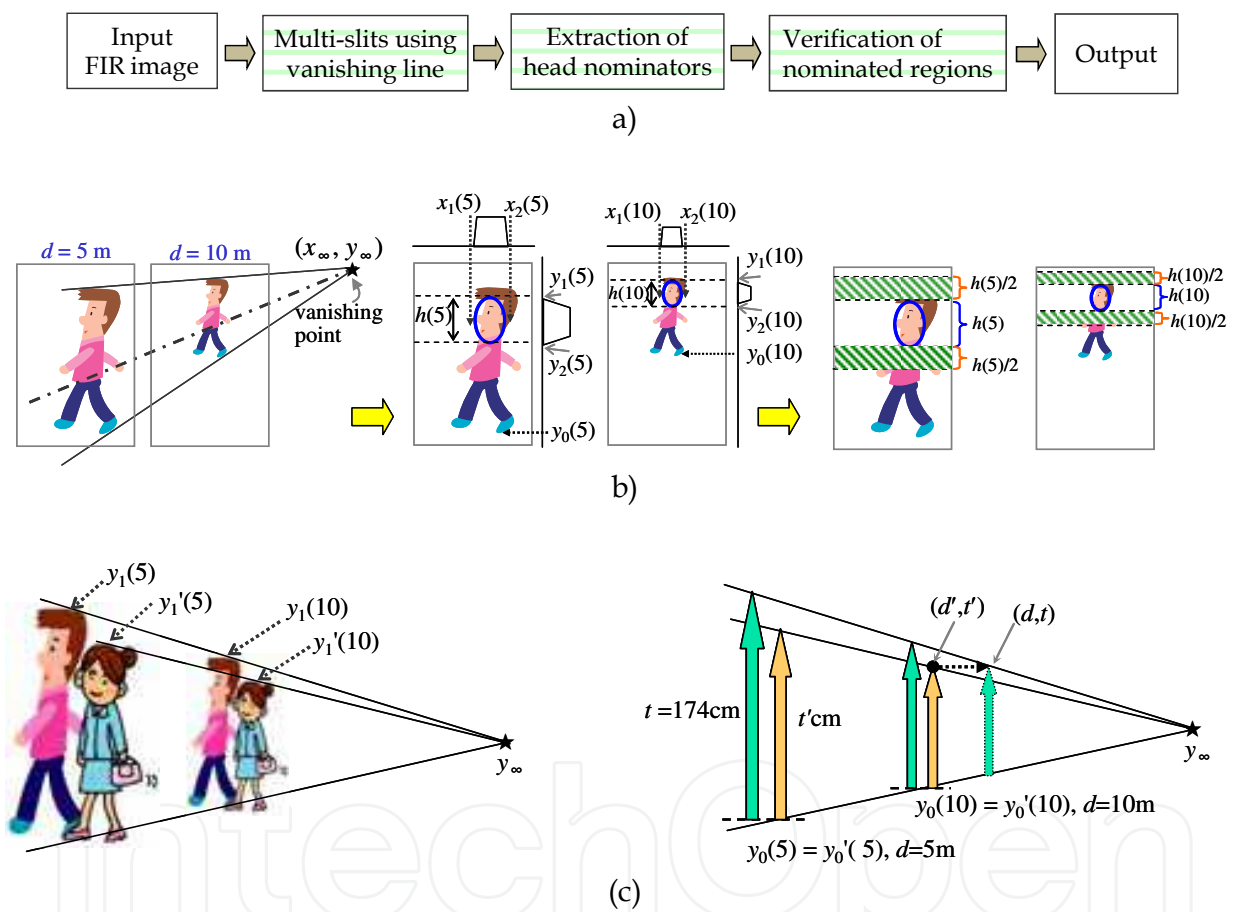 Input
FIR image
Multi-slits using
vanishing line
Extraction of
head nominators
Verification of
nominated regions
Output
a)
d = 5 m
d = 10 m
(x∞, y∞)
vanishing
point
x₁(5)
x₂(5)
h(5)
y₁(5)
y₂(5)
y₀(5)
x₁(10)
x₂(10)
h(10)
y₁(10)
y₂(10)
y₀(10)
h(5)/2
h(5)
h(5)/2
h(10)/2
h(10)
h(10)/2
b)
y₁(5)
y₁'(5)
y₁(10)
y₁'(10)
y∞
t =174cm
t'cm
(d',t')
(d,t)
y∞
y₀(10) = y₀'(10), d=10m
y₀(5) = y₀'( 5), d=5m
(c)
intechopen